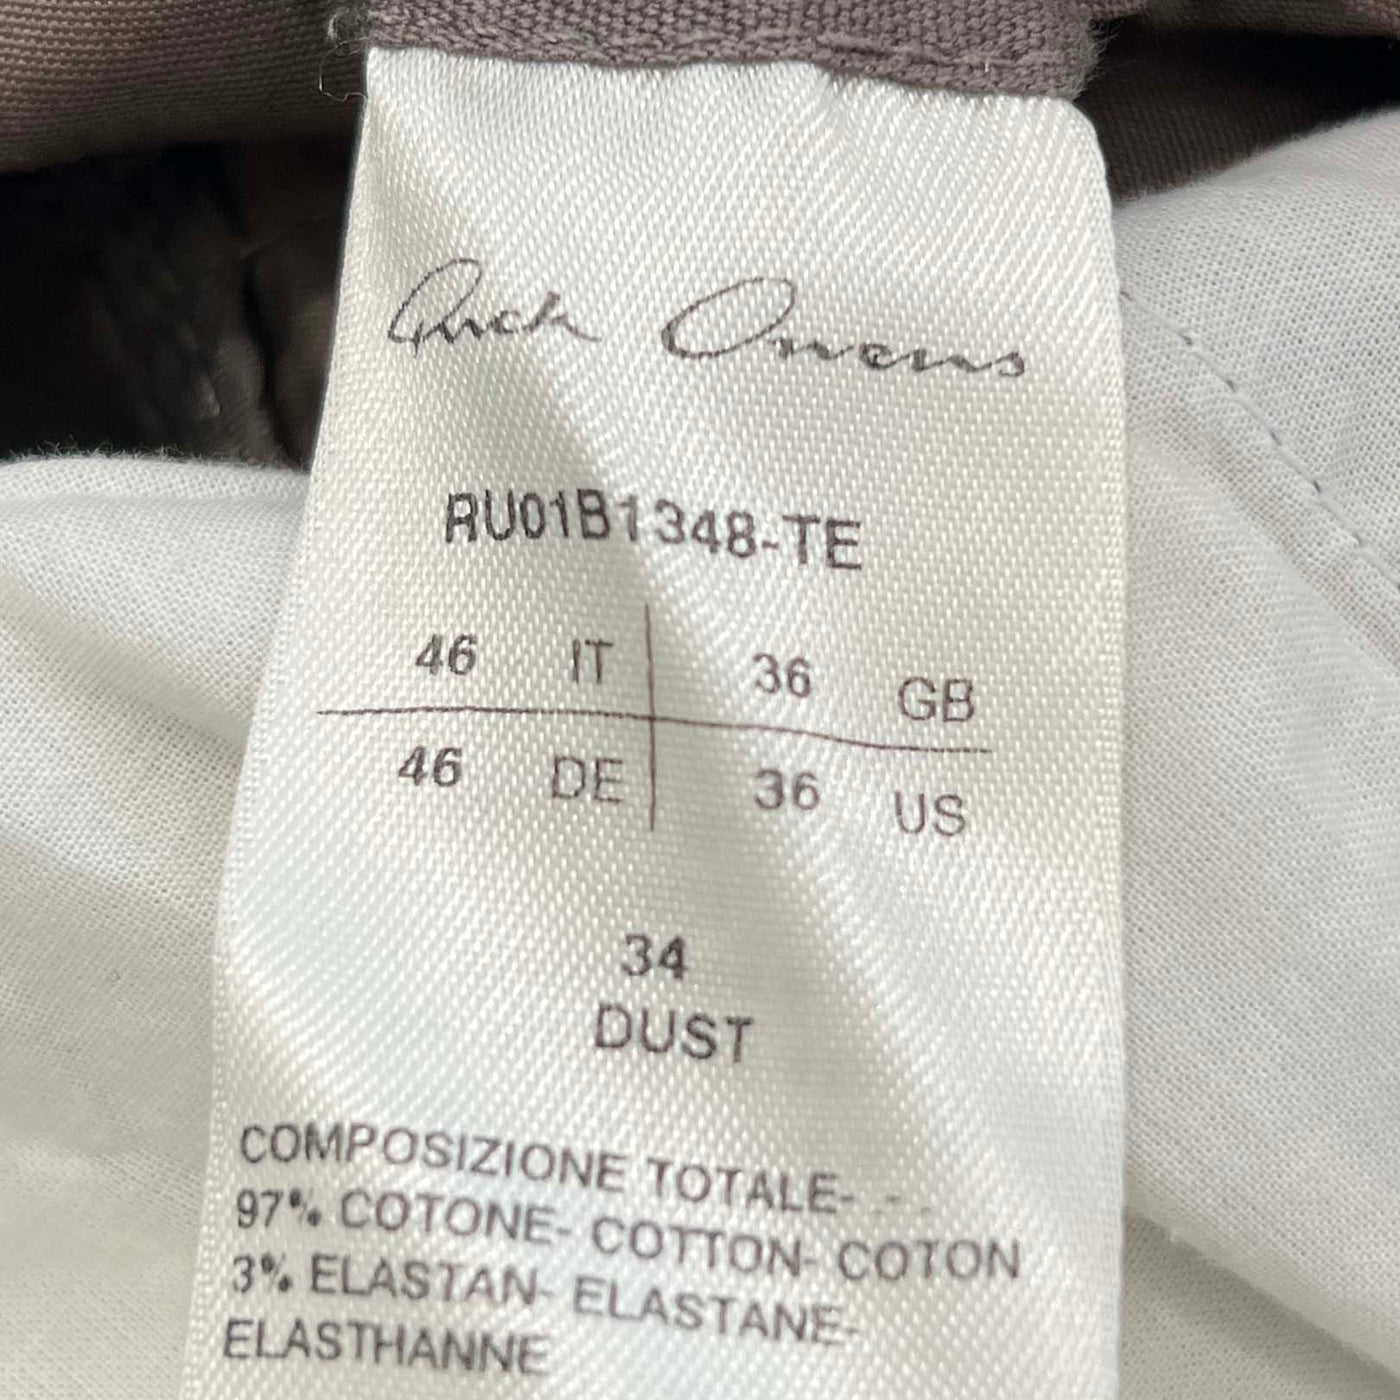 Rick Owens
RU01B1348-TE
46 IT 36 GB
46 DE 36 US
34
DUST
COMPOSIZIONE TOTALE- - -
97% COTONE- COTTON- COTON
3% ELASTAN- ELASTANE-
ELASTHANNE